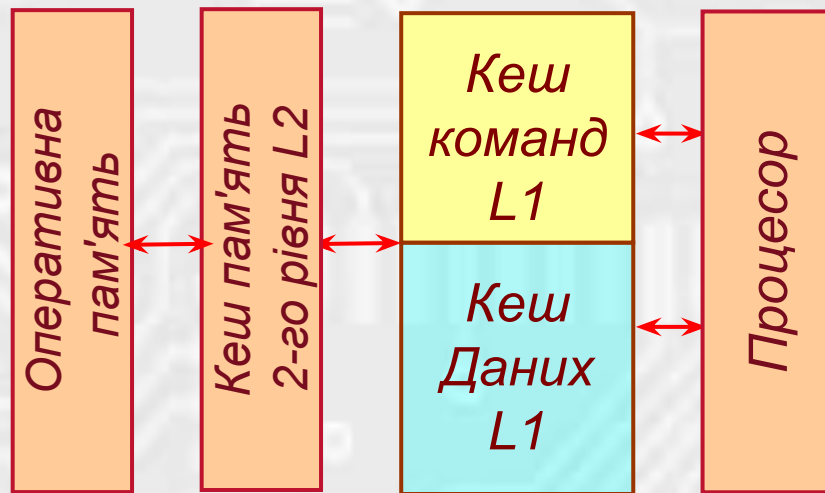 Оперативна
пам'ять
Кеш пам'ять
2-го рівня L2
Кеш
команд
L1
Кеш
Даних
L1
Процесор